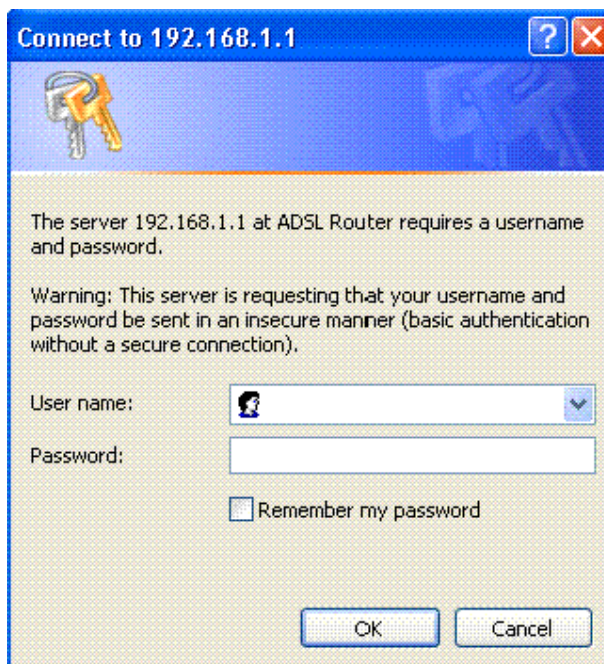 Connect to 192.168.1.1
The server 192.168.1.1 at ADSL Router requires a username
and password.
Warning: This server is requesting that your username and
password be sent in an insecure manner (basic authentication
without a secure connection).
User name:
Password:
Remember my password
OK
Cancel